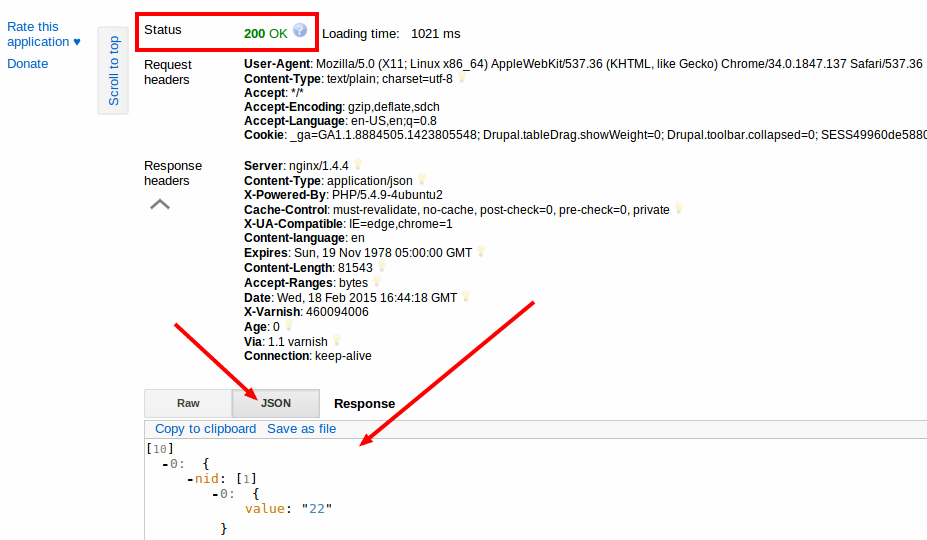 Rate this
application ♥
Donate
Scroll to top
Status
200 OK ? Loading time: 1021 ms
Request
headers
User-Agent: Mozilla/5.0 (X11; Linux x86_64) AppleWebKit/537.36 (KHTML, like Gecko) Chrome/34.0.1847.137 Safari/537.36
Content-Type: text/plain; charset=utf-8
Accept: */*
Accept-Encoding: gzip,deflate,sdch
Accept-Language: en-US,en;q=0.8
Cookie: _ga=GA1.1.8884505.1423805548; Drupal.tableDrag.showWeight=0; Drupal.toolbar.collapsed=0; SESS49960de5880
Response
headers
Server: nginx/1.4.4
Content-Type: application/json
X-Powered-By: PHP/5.4.9-4ubuntu2
Cache-Control: must-revalidate, no-cache, post-check=0, pre-check=0, private
X-UA-Compatible: IE=edge,chrome=1
Content-language: en
Expires: Sun, 19 Nov 1978 05:00:00 GMT
Content-Length: 81543
Accept-Ranges: bytes
Date: Wed, 18 Feb 2015 16:44:18 GMT
X-Varnish: 460094006
Age: 0
Via: 1.1 varnish
Connection: keep-alive
Raw JSON Response
Copy to clipboard Save as file
[10]
-0: {
-nid: [1]
-0: {
value: "22"
}